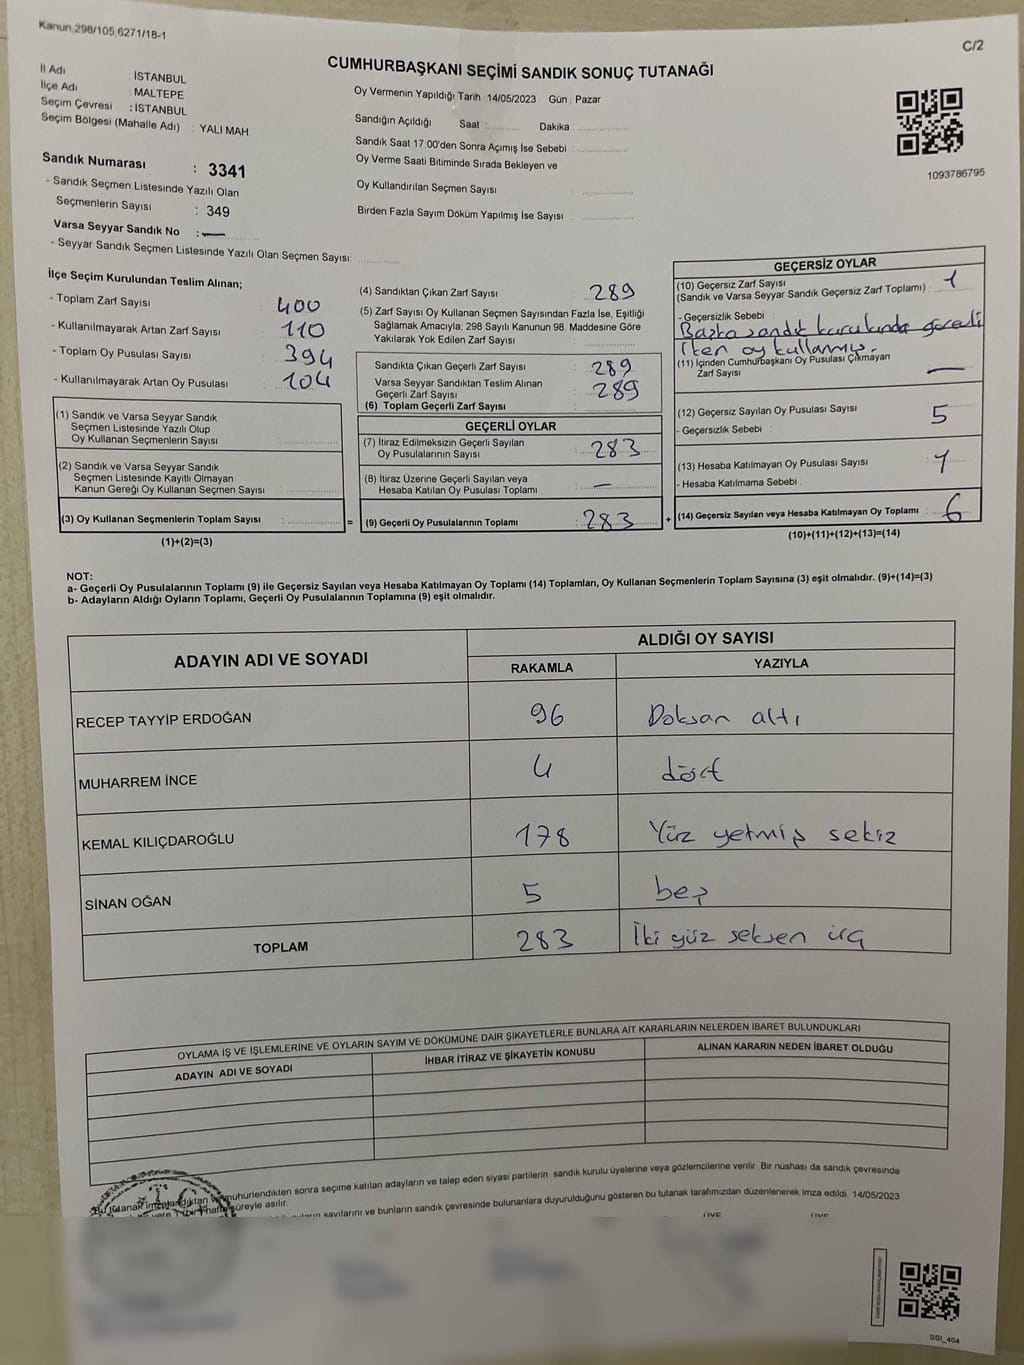 Kanun 298/105,6271/18-1
C/2
CUMHURBAŞKANI SEÇİMİ SANDIK SONUÇ TUTANAĞI
İl Adı : İSTANBUL
İlçe Adı : MALTEPE
Seçim Çevresi : İSTANBUL
Seçim Bölgesi (Mahalle Adı) : YALI MAH.
Sandık Numarası : 3341
- Sandık Seçmen Listesinde Yazılı Olan
Seçmenlerin Sayısı : 349
Varsa Seyyar Sandık No : —
- Seyyar Sandık Seçmen Listesinde Yazılı Olan Seçmen Sayısı:
Oy Vermenin Yapıldığı Tarih : 14/05/2023 Gün : Pazar
Sandığın Açıldığı Saat : Dakika :
Sandık Saat 17:00'den Sonra Açımış İse Sebebi :
Oy Verme Saati Bitiminde Sırada Bekleyen ve
Oy Kullandırılan Seçmen Sayısı :
Birden Fazla Sayım Döküm Yapılmış İse Sayısı :
1093786795
İlçe Seçim Kurulundan Teslim Alınan;
- Toplam Zarf Sayısı : 400
- Kullanılmayarak Artan Zarf Sayısı : 110
- Toplam Oy Pusulası Sayısı : 394
- Kullanılmayarak Artan Oy Pusulası : 104
(1) Sandık ve Varsa Seyyar Sandık
Seçmen Listesinde Yazılı Olup
Oy Kullanan Seçmenlerin Sayısı :
(2) Sandık ve Varsa Seyyar Sandık
Seçmen Listesinde Kayıtlı Olmayan
Kanun Gereği Oy Kullanan Seçmen Sayısı :
(3) Oy Kullanan Seçmenlerin Toplam Sayısı : =
(1)+(2)=(3)
(4) Sandıktan Çıkan Zarf Sayısı : 289
(5) Zarf Sayısı Oy Kullanan Seçmen Sayısından Fazla İse, Eşitliği
Sağlamak Amacıyla, 298 Sayılı Kanunun 98. Maddesine Göre
Yakılarak Yok Edilen Zarf Sayısı :
Sandıkta Çıkan Geçerli Zarf Sayısı : 289
Varsa Seyyar Sandıktan Teslim Alınan
Geçerli Zarf Sayısı : 289
(6) Toplam Geçerli Zarf Sayısı :
GEÇERLİ OYLAR
(7) İtiraz Edilmeksizin Geçerli Sayılan
Oy Pusulalarının Sayısı : 283
(8) İtiraz Üzerine Geçerli Sayılan veya
Hesaba Katılan Oy Pusulası Toplamı : —
(9) Geçerli Oy Pusulalarının Toplamı : 283 +
GEÇERSİZ OYLAR
(10) Geçersiz Zarf Sayısı
(Sandık ve Varsa Seyyar Sandık Geçersiz Zarf Toplamı) : 1
- Geçersizlik Sebebi :
Başka sandık kurulunda görevli
iken oy kullanmış.
(11) İçinden Cumhurbaşkanı Oy Pusulası Çıkmayan
Zarf Sayısı —
(12) Geçersiz Sayılan Oy Pusulası Sayısı : 5
- Geçersizlik Sebebi :
(13) Hesaba Katılmayan Oy Pusulası Sayısı : 1
- Hesaba Katılmama Sebebi :
(14) Geçersiz Sayılan veya Hesaba Katılmayan Oy Toplamı : 6
(10)+(11)+(12)+(13)=(14)
NOT:
a- Geçerli Oy Pusulalarının Toplamı (9) ile Geçersiz Sayılan veya Hesaba Katılmayan Oy Toplamı (14) Toplamları, Oy Kullanan Seçmenlerin Toplam Sayısına (3) eşit olmalıdır. (9)+(14)=(3)
b- Adayların Aldığı Oyların Toplamı, Geçerli Oy Pusulalarının Toplamına (9) eşit olmalıdır.
ADAYIN ADI VE SOYADI
ALDIĞI OY SAYISI
RAKAMLA YAZIYLA
RECEP TAYYİP ERDOĞAN 96 Doksan altı
MUHARREM İNCE 4 dört
KEMAL KILIÇDAROĞLU 178 Yüz yetmiş sekiz
SİNAN OĞAN 5 beş
TOPLAM 283 İki yüz seksen üç
OYLAMA İŞ VE İŞLEMLERİNE VE OYLARIN SAYIM VE DÖKÜMÜNE DAİR ŞİKAYETLERLE BUNLARA AİT KARARLARIN NELERDEN İBARET BULUNDUKLARI
ADAYIN ADI VE SOYADI İHBAR İTİRAZ VE ŞİKAYETİN KONUSU ALINAN KARARIN NEDEN İBARET OLDUĞU
Bu tutanak imzalandıktan ve mühürlendikten sonra seçime katılan adayların ve talep eden siyasi partilerin sandık kurulu üyelerine veya gözlemcilerine verilir. Bir nüshası da sandık çevresinde
hafta süreyle asılır.
sayılarını ve bunların sandık çevresinde bulunanlara duyurulduğunu gösteren bu tutanak tarafımızdan düzenlenerek imza edildi. 14/05/2023
ÜYE ÜYE
SSI_404